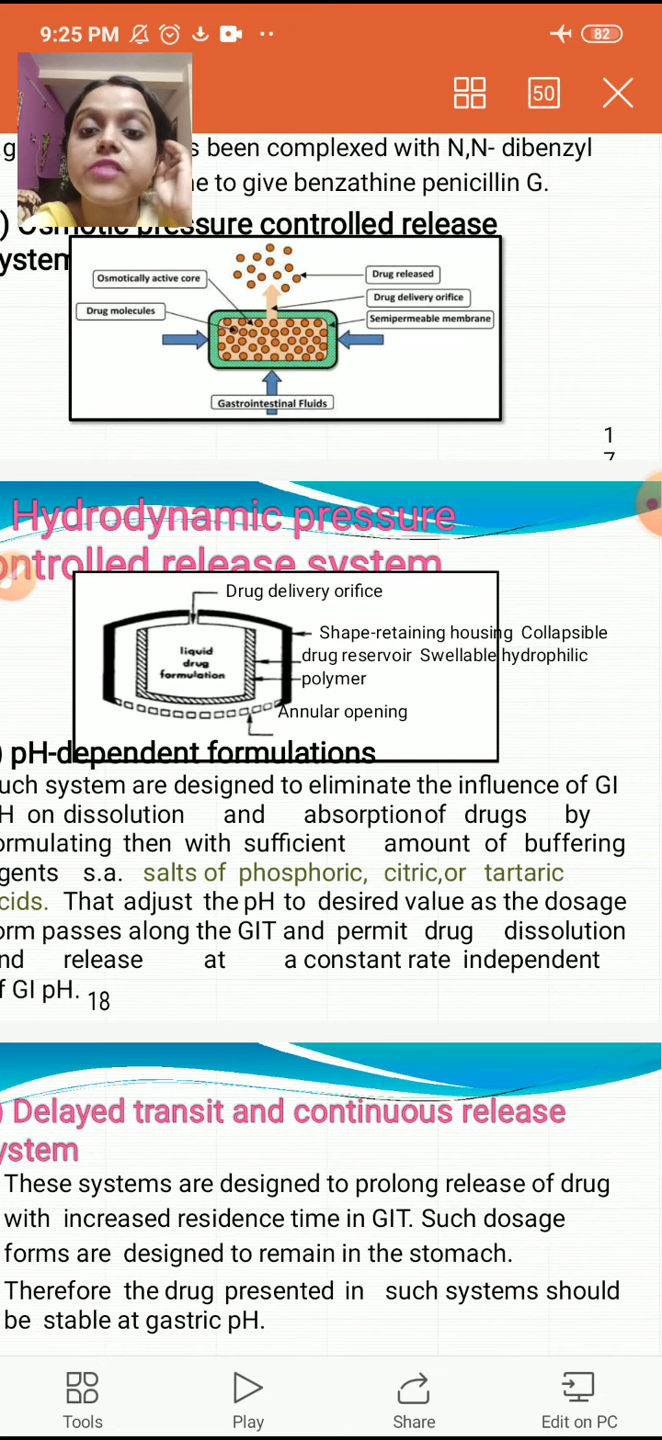 9:25 PM
82
50
g s been complexed with N,N- dibenzyl
ne to give benzathine penicillin G.
) Osmotic pressure controlled release
ystem
Osmotically active core
Drug released
Drug delivery orifice
Drug molecules
Semipermeable membrane
Gastrointestinal Fluids
1
7
Hydrodynamic pressure
ontrolled release system
Drug delivery orifice
Shape-retaining housing Collapsible
liquid
drug
formulation
drug reservoir Swellable hydrophilic
polymer
Annular opening
) pH-dependent formulations
uch system are designed to eliminate the influence of GI
H on dissolution and absorptionof drugs by
ormulating then with sufficient amount of buffering
gents s.a. salts of phosphoric, citric,or tartaric
cids. That adjust the pH to desired value as the dosage
orm passes along the GIT and permit drug dissolution
nd release at a constant rate independent
f GI pH. 18
) Delayed transit and continuous release
ystem
These systems are designed to prolong release of drug
with increased residence time in GIT. Such dosage
forms are designed to remain in the stomach.
Therefore the drug presented in such systems should
be stable at gastric pH.
Tools Play Share Edit on PC